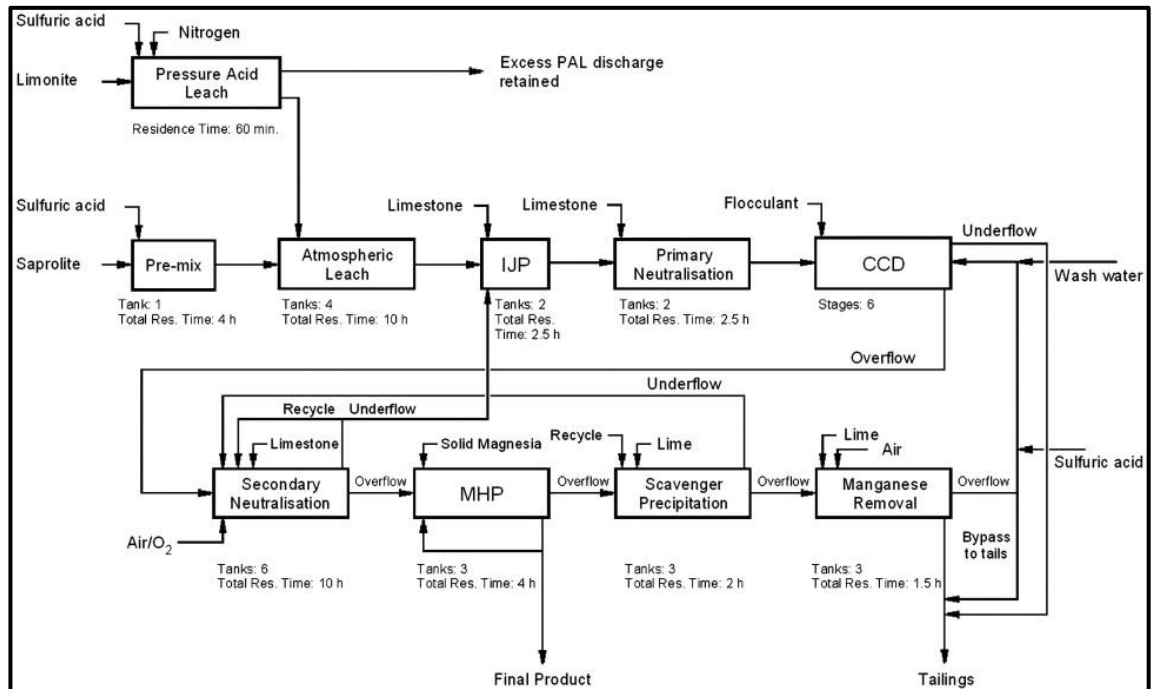 Sulfuric acid
Nitrogen
Limonite
Pressure Acid
Leach
Excess PAL discharge
retained
Residence Time: 60 min.
Sulfuric acid
Limestone
Limestone
Flocculant
Underflow
Saprolite
Pre-mix
Atmospheric
Leach
IJP
Primary
Neutralisation
CCD
Wash water
Tank: 1
Total Res. Time: 4 h
Tanks: 4
Total Res. Time: 10 h
Tanks: 2
Total Res.
Time: 2.5 h
Tanks: 2
Total Res. Time: 2.5 h
Stages: 6
Overflow
Underflow
Recycle Underflow
Limestone
Solid Magnesia
Recycle
Lime
Lime
Air
Sulfuric acid
Secondary
Neutralisation
Overflow
MHP
Overflow
Scavenger
Precipitation
Overflow
Manganese
Removal
Overflow
Air/O₂
Bypass
to tails
Tanks: 6
Total Res. Time: 10 h
Tanks: 3
Total Res. Time: 4 h
Tanks: 3
Total Res. Time: 2 h
Tanks: 3
Total Res. Time: 1.5 h
Final Product
Tailings